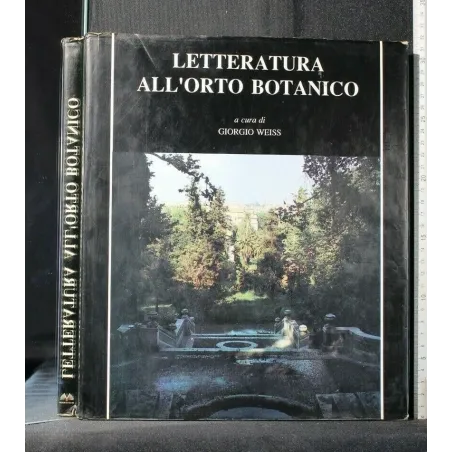 LETTERATURA
ALL'ORTO BOTANICO
a cura di
GIORGIO WEISS
LETTERATURA ALL'ORTO BOTANICO